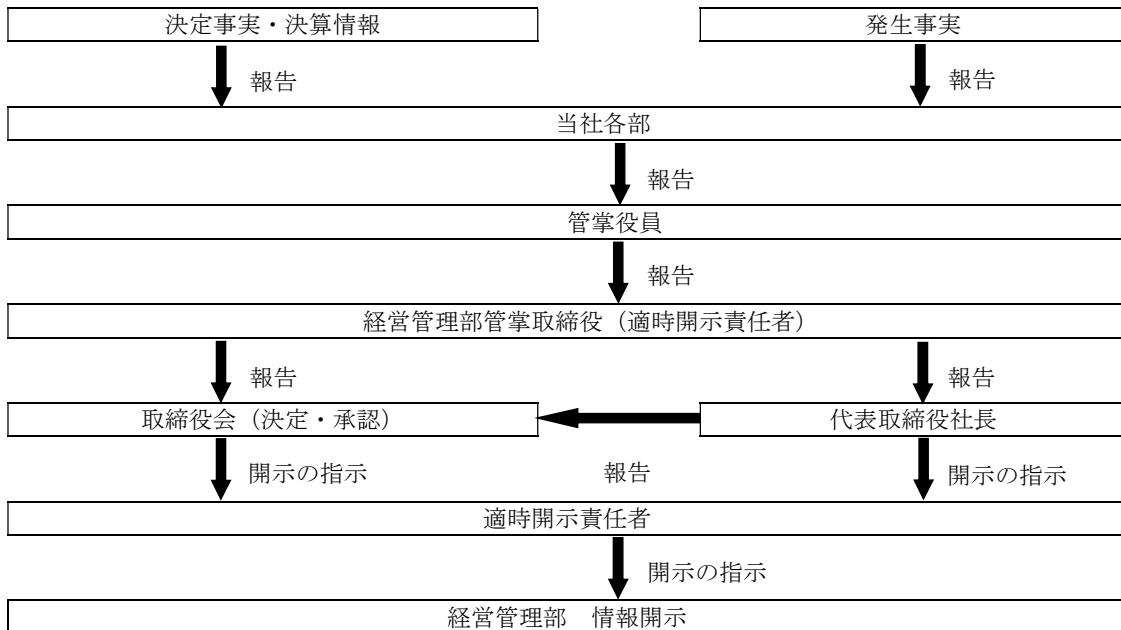 決定事実・決算情報
発生事実
報告
報告
当社各部
報告
管掌役員
報告
経営管理部管掌取締役（適時開示責任者）
報告
報告
取締役会（決定・承認）
代表取締役社長
開示の指示
報告
開示の指示
適時開示責任者
開示の指示
経営管理部　情報開示